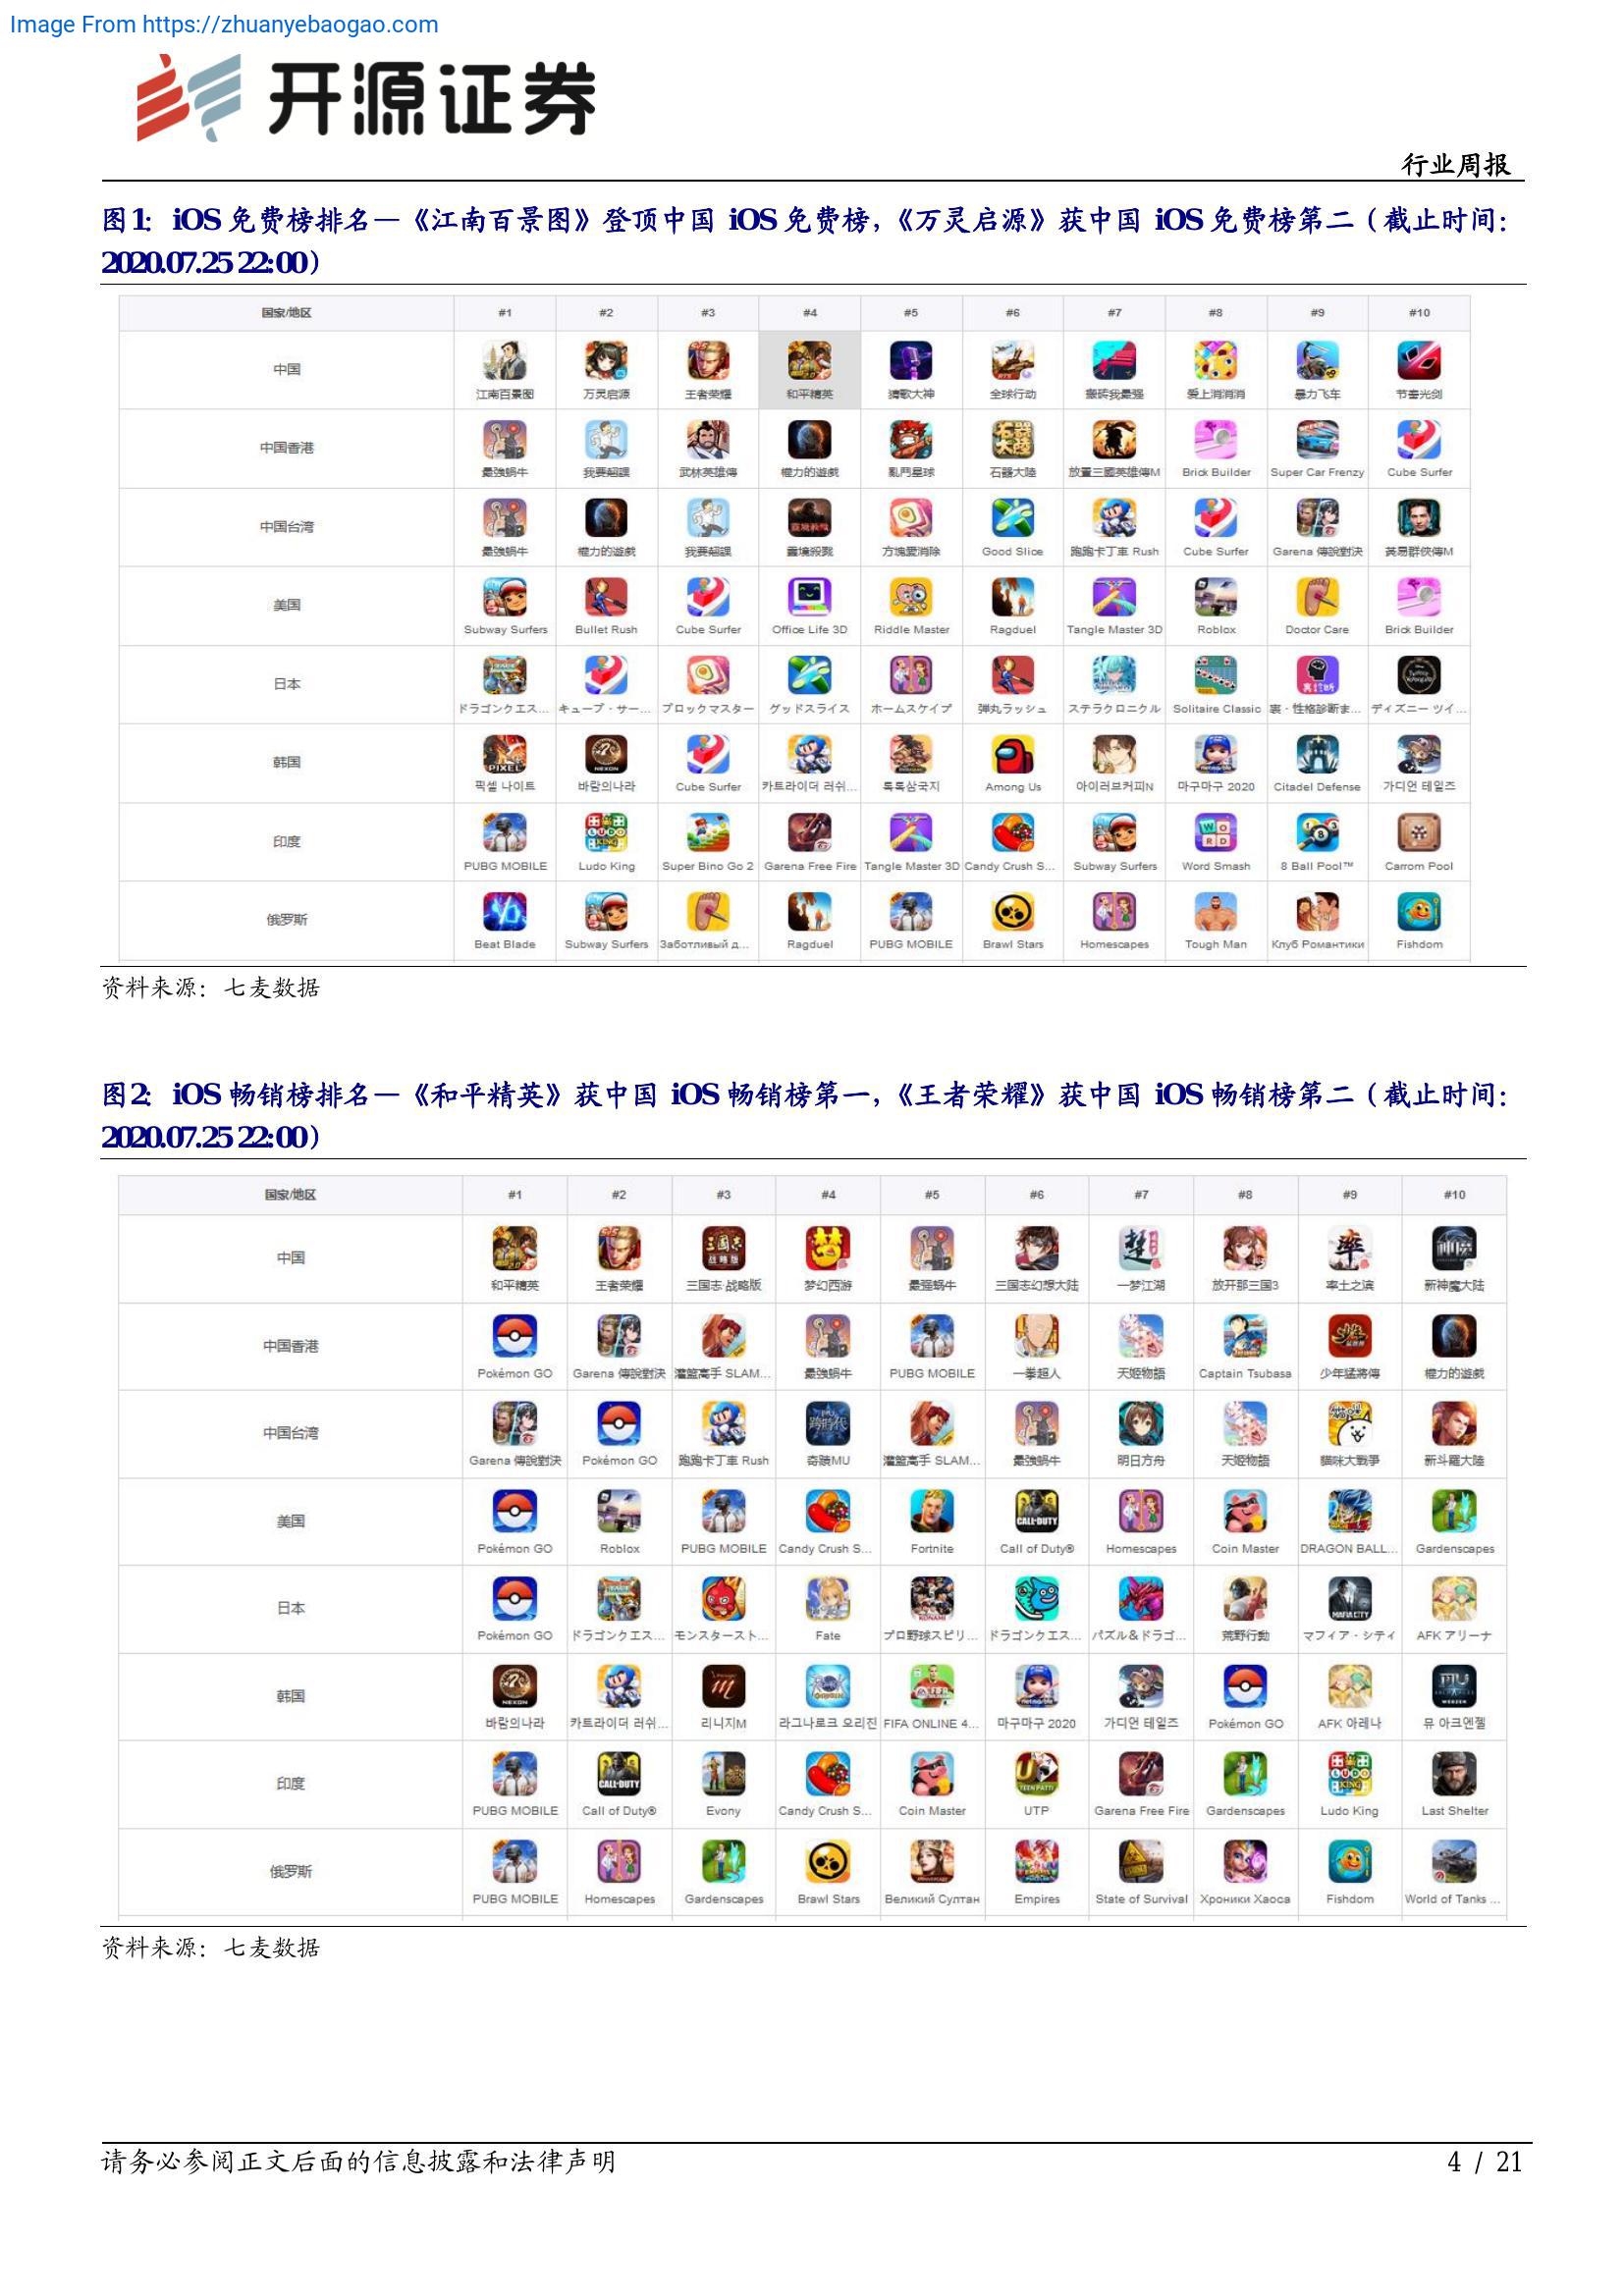 Image From https://zhuanyebaogao.com
开源证券
行业周报
图1: iOS 免费榜排名—《江南百景图》登顶中国 iOS 免费榜，《万灵启源》获中国 iOS 免费榜第二（截止时间：
2020.07.25 22:00）
国家/地区 #1 #2 #3 #4 #5 #6 #7 #8 #9 #10
中国 江南百景图 万灵启源 王者荣耀 和平精英 猜歌大神 全球行动 搬砖我最强 爱上消消消 暴力飞车 节奏光剑
中国香港 最強蝸牛 我要翹課 武林英雄傳 權力的遊戲 亂鬥星球 石器大陸 放置三國英雄傳M Brick Builder Super Car Frenzy Cube Surfer
中国台湾 最強蝸牛 權力的遊戲 我要翹課 靈境殺戮 方塊愛消除 Good Slice 跑跑卡丁車 Rush Cube Surfer Garena 傳說對決 黃易群俠傳M
美国 Subway Surfers Bullet Rush Cube Surfer Office Life 3D Riddle Master Ragduel Tangle Master 3D Roblox Doctor Care Brick Builder
日本 ドラゴンクエス... キューブ・サー... ブロックマスター グッドスライス ホームスケイプ 弾丸ラッシュ ステラクロニクル Solitaire Classic 裏・性格診断ま... ディズニー ツイ...
韩国 픽셀 나이트 바람의나라 Cube Surfer 카트라이더 러쉬... 톡톡삼국지 Among Us 아이러브커피N 마구마구 2020 Citadel Defense 가디언 테일즈
印度 PUBG MOBILE Ludo King Super Bino Go 2 Garena Free Fire Tangle Master 3D Candy Crush S... Subway Surfers Word Smash 8 Ball Pool™ Carrom Pool
俄罗斯 Beat Blade Subway Surfers Заботливый д... Ragduel PUBG MOBILE Brawl Stars Homescapes Tough Man Клуб Романтики Fishdom
资料来源：七麦数据
图2: iOS 畅销榜排名—《和平精英》获中国 iOS 畅销榜第一，《王者荣耀》获中国 iOS 畅销榜第二（截止时间：
2020.07.25 22:00）
国家/地区 #1 #2 #3 #4 #5 #6 #7 #8 #9 #10
中国 和平精英 王者荣耀 三国志·战略版 梦幻西游 最强蜗牛 三国志幻想大陆 一梦江湖 放开那三国3 率土之滨 新神魔大陆
中国香港 Pokémon GO Garena 傳說對決 灌籃高手 SLAM... 最強蝸牛 PUBG MOBILE 一拳超人 天姬物語 Captain Tsubasa 少年猛將傳 權力的遊戲
中国台湾 Garena 傳說對決 Pokémon GO 跑跑卡丁車 Rush 奇蹟MU 灌籃高手 SLAM... 最強蝸牛 明日方舟 天姬物語 貓咪大戰爭 新斗羅大陸
美国 Pokémon GO Roblox PUBG MOBILE Candy Crush S... Fortnite Call of Duty® Homescapes Coin Master DRAGON BALL... Gardenscapes
日本 Pokémon GO ドラゴンクエス... モンスタースト... Fate プロ野球スピリ... ドラゴンクエス... パズル＆ドラゴ... 荒野行動 マフィア・シティ AFK アリーナ
韩国 바람의나라 카트라이더 러쉬... 리니지M 라그나로크 오리진 FIFA ONLINE 4... 마구마구 2020 가디언 테일즈 Pokémon GO AFK 아레나 뮤 아크엔젤
印度 PUBG MOBILE Call of Duty® Evony Candy Crush S... Coin Master UTP Garena Free Fire Gardenscapes Ludo King Last Shelter
俄罗斯 PUBG MOBILE Homescapes Gardenscapes Brawl Stars Великий Султан Empires State of Survival Хроники Хаоса Fishdom World of Tanks ...
资料来源：七麦数据
请务必参阅正文后面的信息披露和法律声明
4 / 21